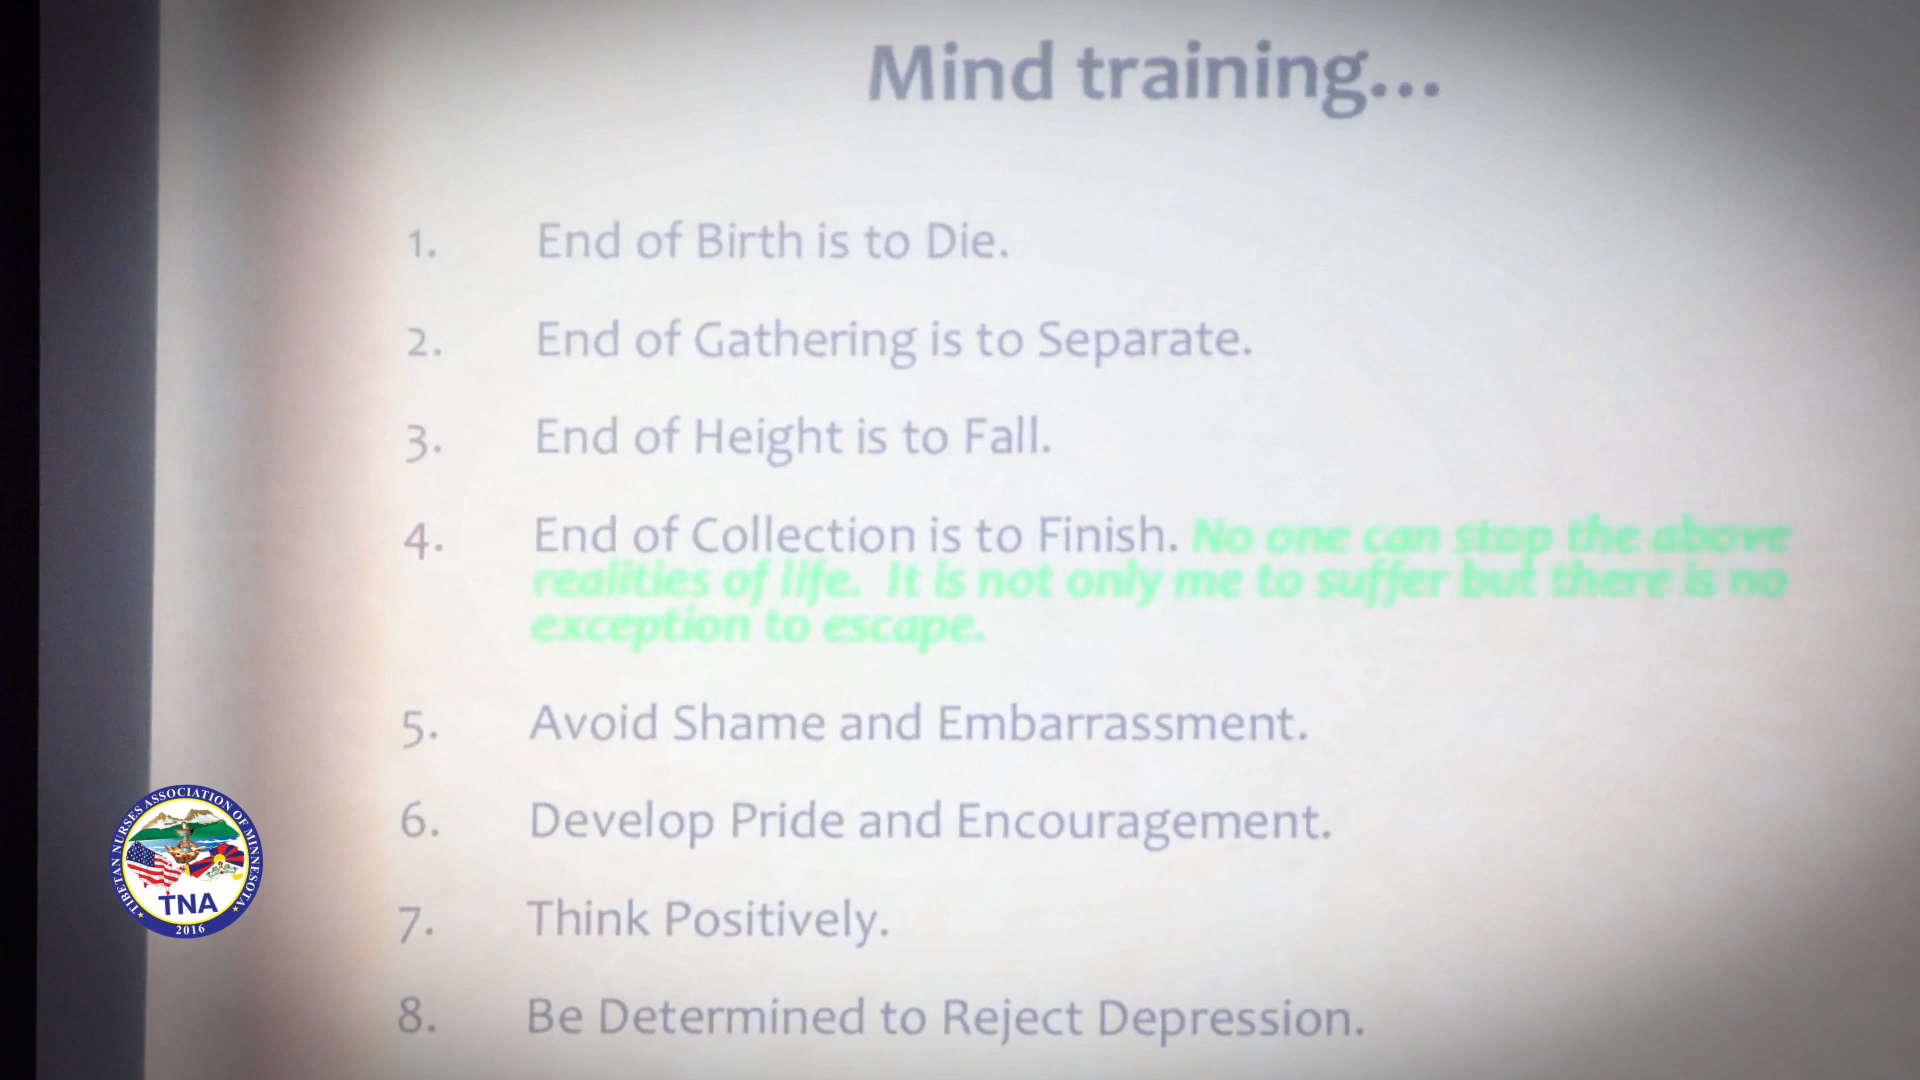 Mind training...
1. End of Birth is to Die.
2. End of Gathering is to Separate.
3. End of Height is to Fall.
4. End of Collection is to Finish. No one can stop the above
realities of life. It is not only me to suffer but there is no
exception to escape.
5. Avoid Shame and Embarrassment.
6. Develop Pride and Encouragement.
7. Think Positively.
8. Be Determined to Reject Depression.
TIBETAN NURSES ASSOCIATION OF MINNESOTA
TNA
2016